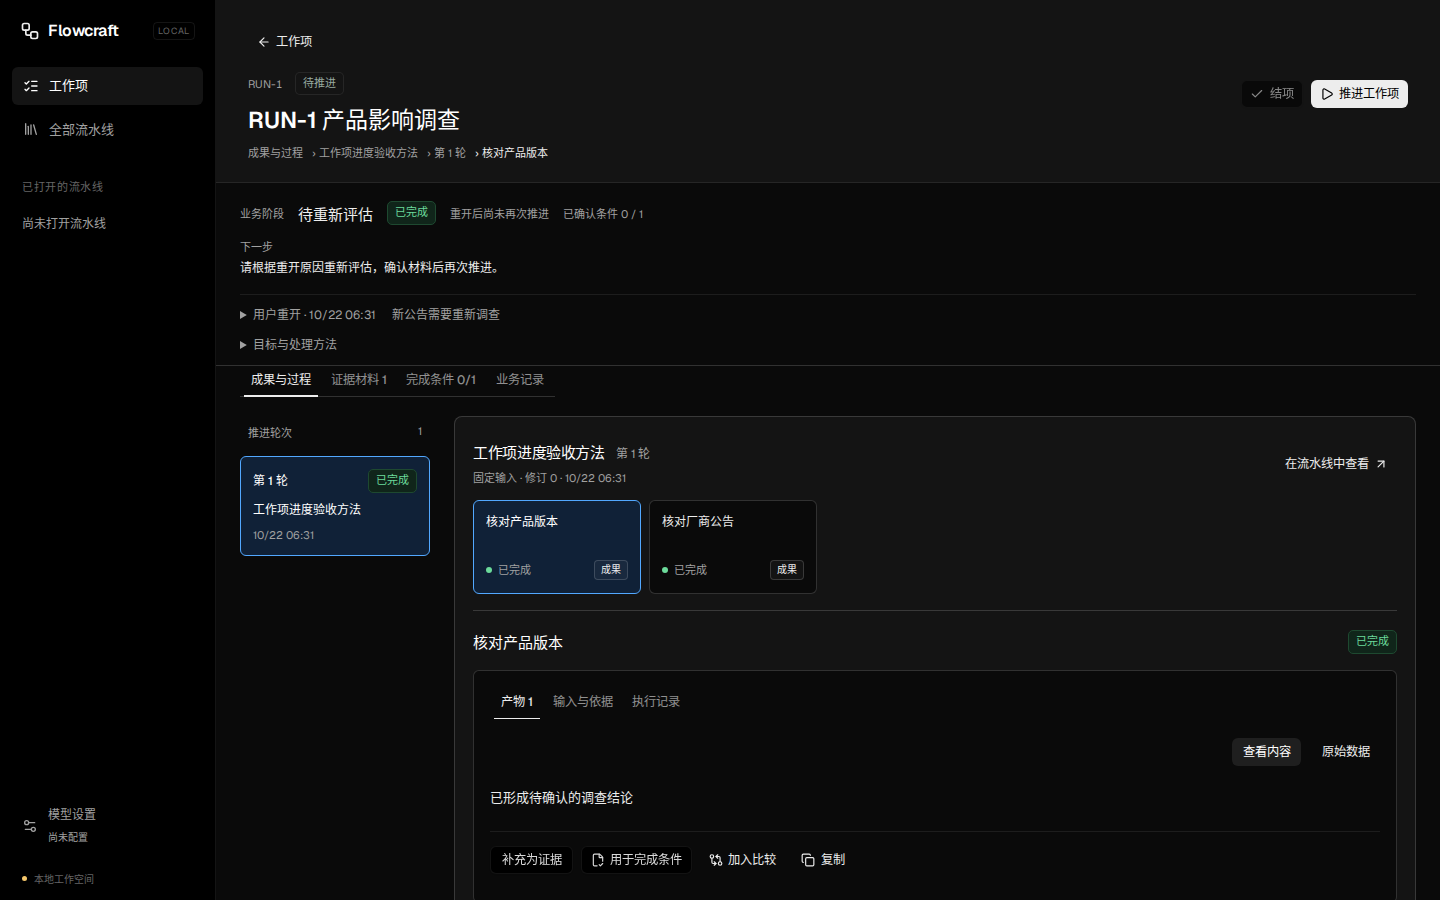 Flowcraft
LOCAL
工作项
全部流水线
已打开的流水线
尚未打开流水线
模型设置
尚未配置
本地工作空间
工作项
RUN-1 待推进
RUN-1 产品影响调查
成果与过程 › 工作项进度验收方法 › 第 1 轮 › 核对产品版本
结项
推进工作项
业务阶段 待重新评估 已完成 重开后尚未再次推进 已确认条件 0 / 1
下一步
请根据重开原因重新评估，确认材料后再次推进。
用户重开 · 10/22 06:31 新公告需要重新调查
目标与处理方法
成果与过程 证据材料 1 完成条件 0/1 业务记录
推进轮次 1
第 1 轮 已完成
工作项进度验收方法
10/22 06:31
工作项进度验收方法 第 1 轮
固定输入 · 修订 0 · 10/22 06:31
在流水线中查看
核对产品版本
已完成 成果
核对厂商公告
已完成 成果
核对产品版本 已完成
产物 1 输入与依据 执行记录
查看内容 原始数据
已形成待确认的调查结论
补充为证据 用于完成条件 加入比较 复制